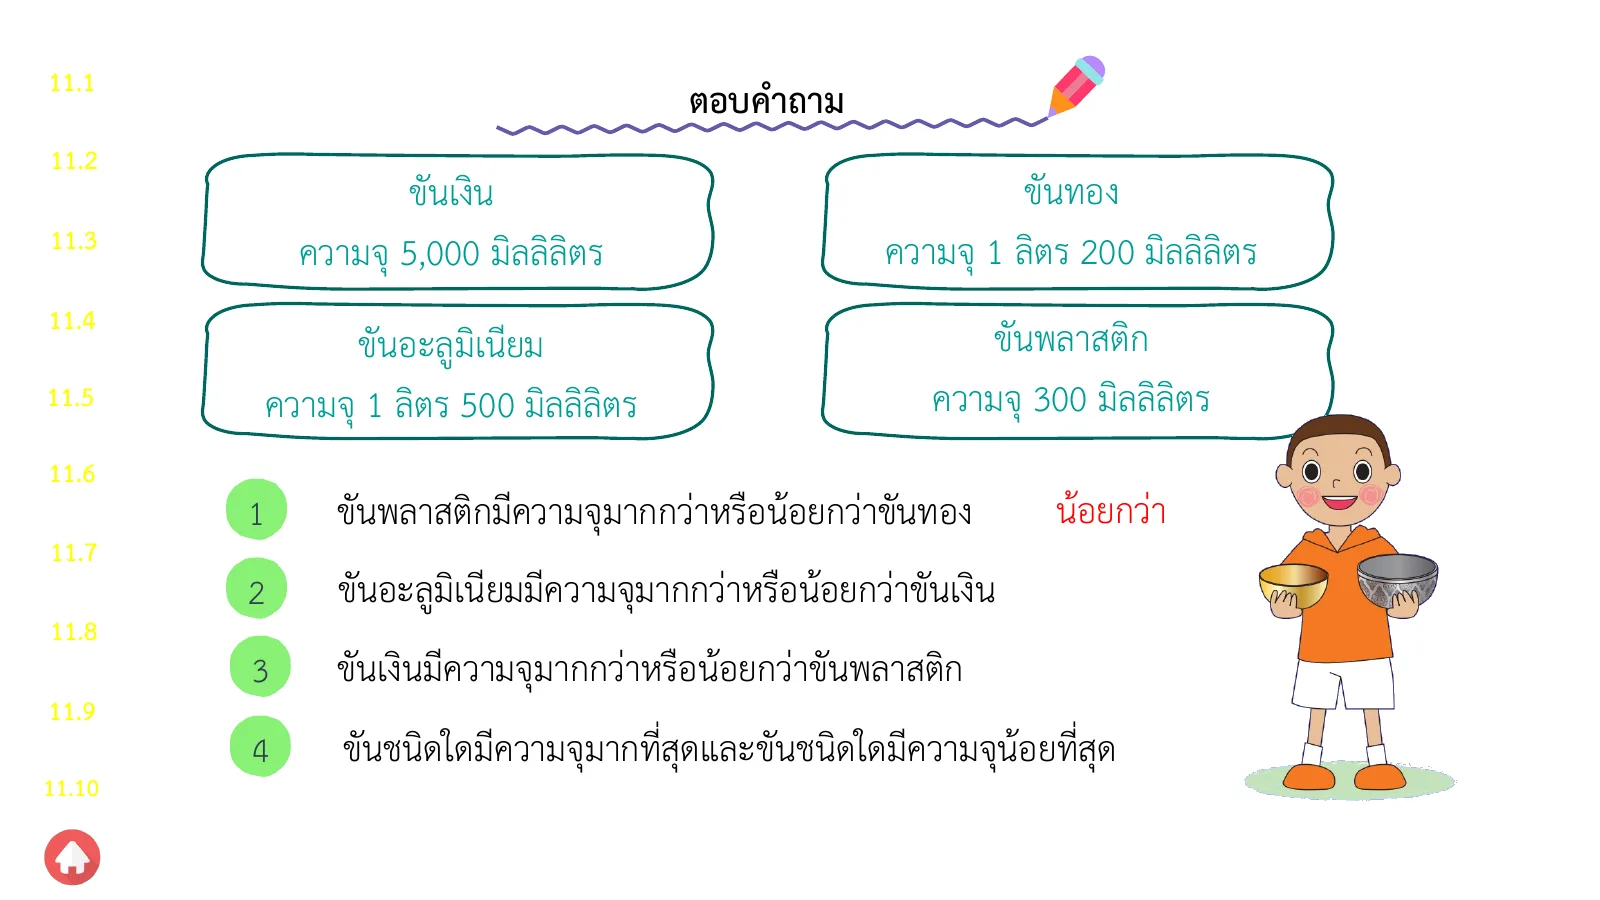 11.1
11.2
11.3
11.4
11.5
11.6
11.7
11.8
11.9
11.10
ตอบคำถาม
ขันเงิน
ความจุ 5,000 มิลลิลิตร
ขันทอง
ความจุ 1 ลิตร 200 มิลลิลิตร
ขันอะลูมิเนียม
ความจุ 1 ลิตร 500 มิลลิลิตร
ขันพลาสติก
ความจุ 300 มิลลิลิตร
1 ขันพลาสติกมีความจุมากกว่าหรือน้อยกว่าขันทอง น้อยกว่า
2 ขันอะลูมิเนียมมีความจุมากกว่าหรือน้อยกว่าขันเงิน
3 ขันเงินมีความจุมากกว่าหรือน้อยกว่าขันพลาสติก
4 ขันชนิดใดมีความจุมากที่สุดและขันชนิดใดมีความจุน้อยที่สุด